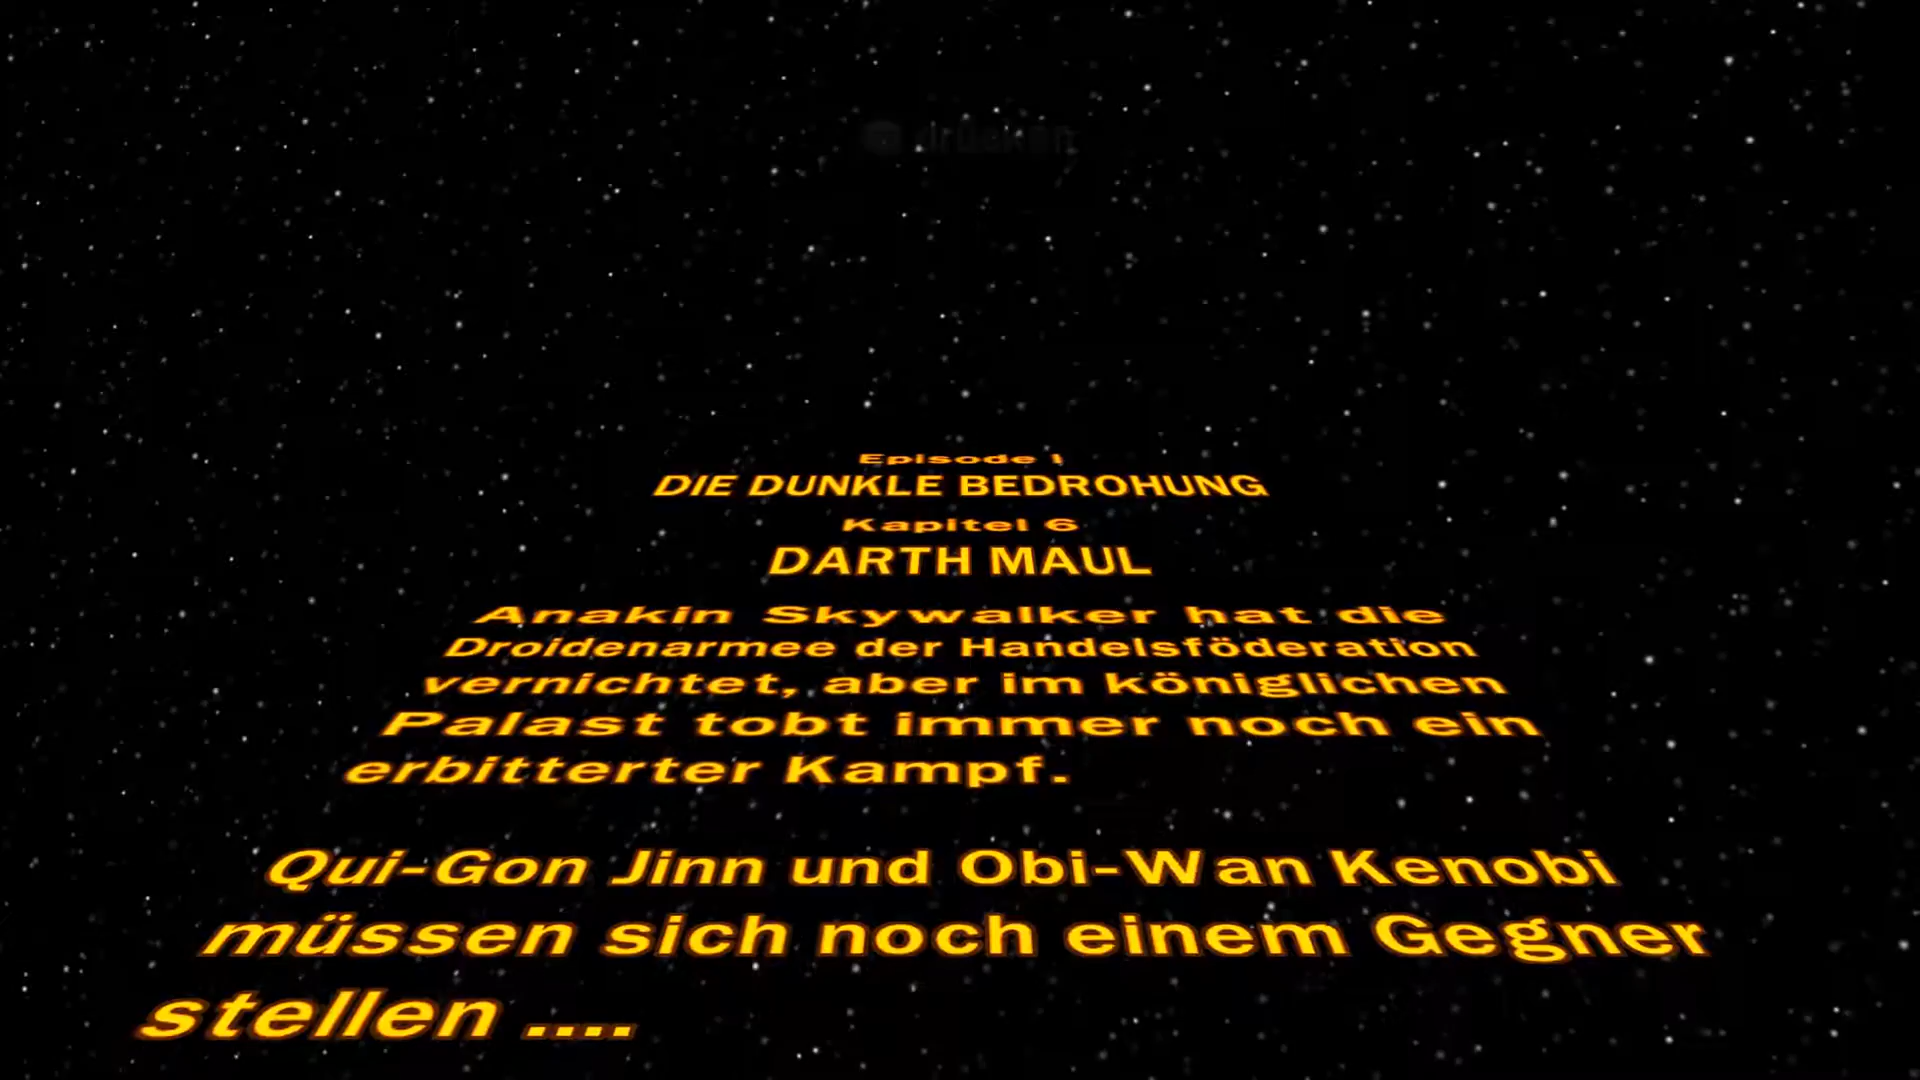 drücken
Episode I
DIE DUNKLE BEDROHUNG
Kapitel 6
DARTH MAUL
Anakin Skywalker hat die
Droidenarmee der Handelsföderation
vernichtet, aber im königlichen
Palast tobt immer noch ein
erbitterter Kampf.
Qui-Gon Jinn und Obi-Wan Kenobi
müssen sich noch einem Gegner
stellen ....